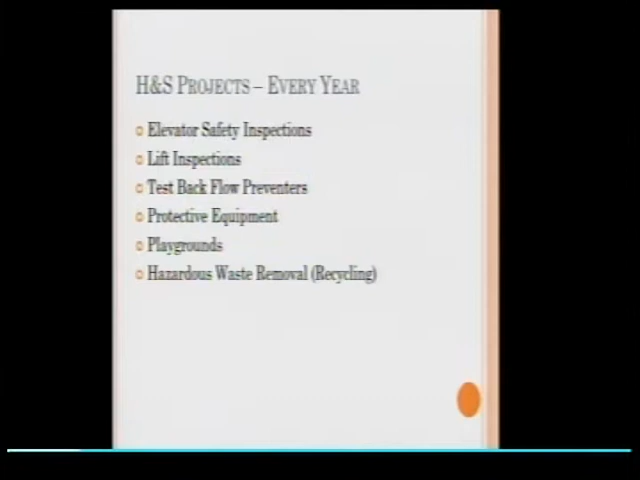 H&S PROJECTS – EVERY YEAR
Elevator Safety Inspections
Lift Inspections
Test Back Flow Preventers
Protective Equipment
Playgrounds
Hazardous Waste Removal (Recycling)